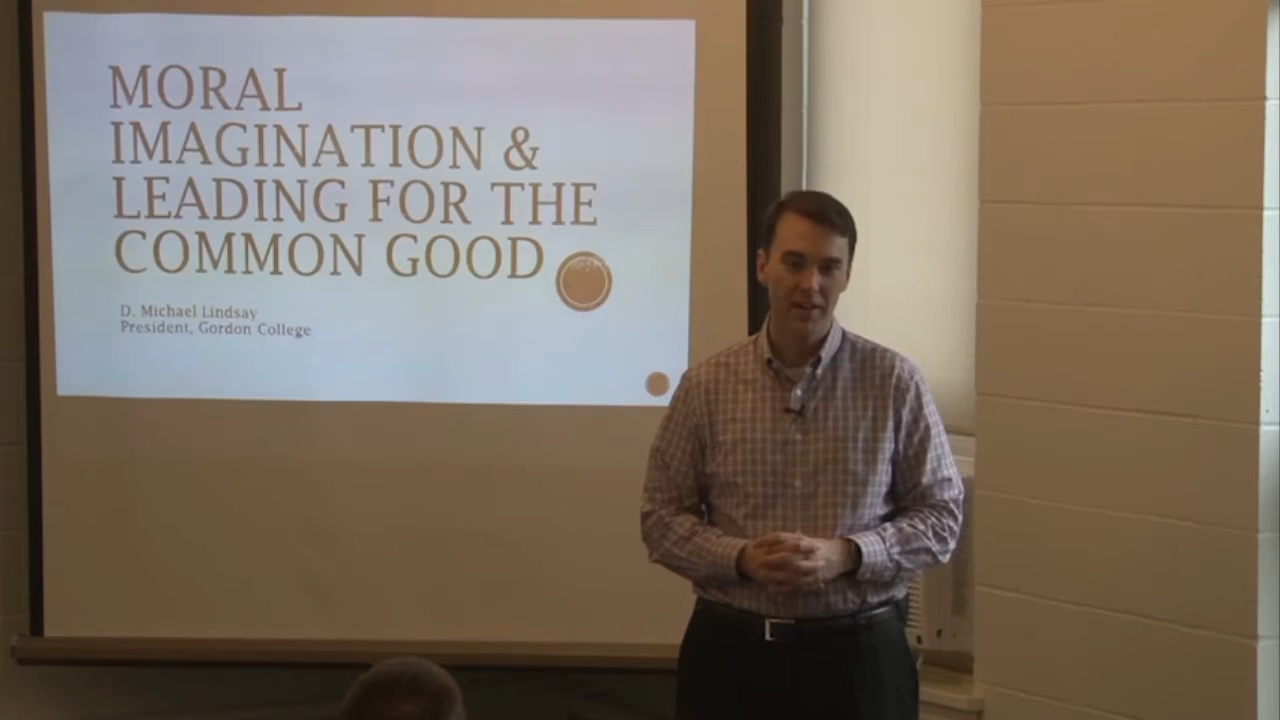 MORAL
IMAGINATION &
LEADING FOR THE
COMMON GOOD
D. Michael Lindsay
President, Gordon College